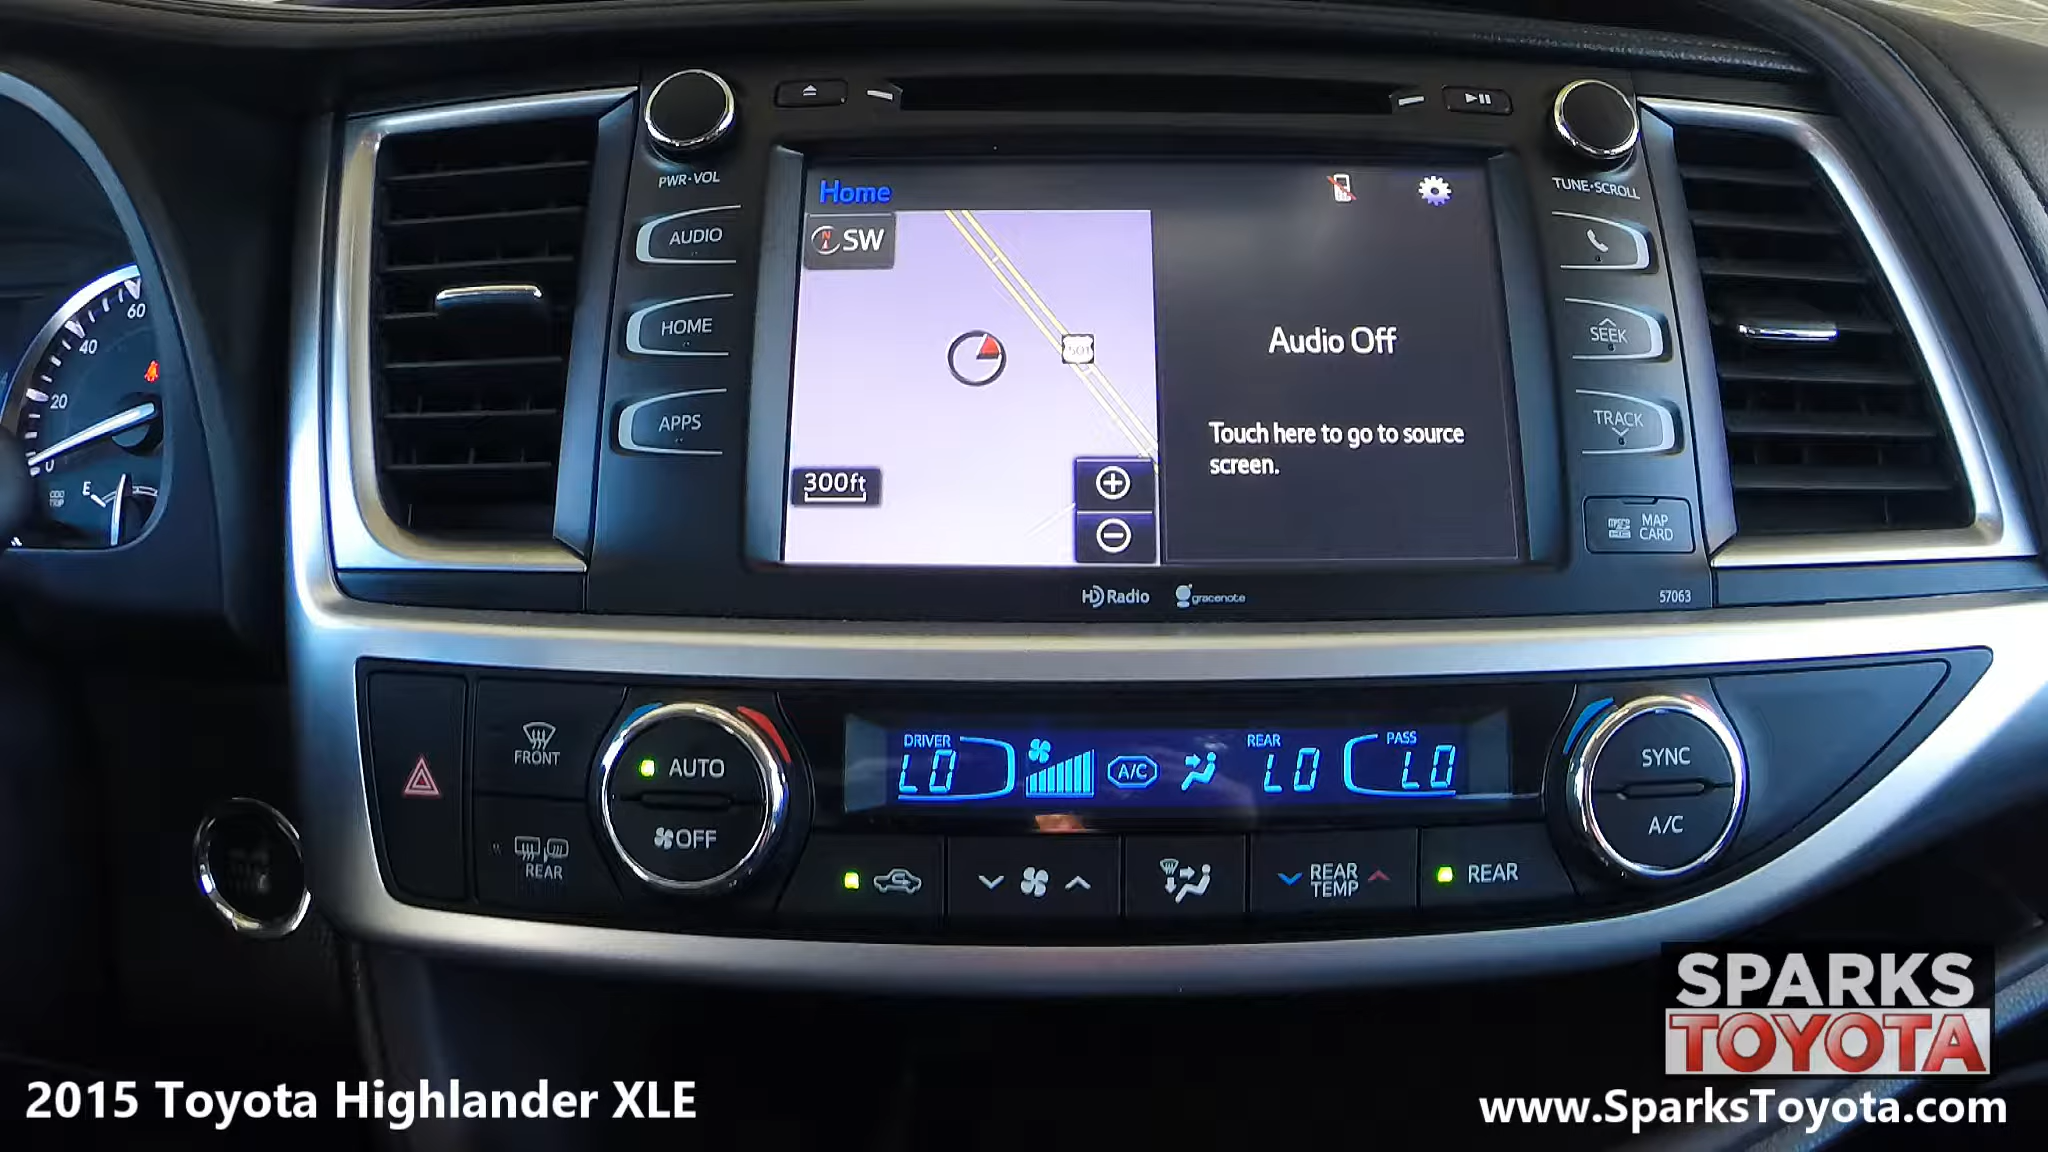 PWR•VOL
TUNE•SCROLL
AUDIO
HOME
APPS
Home
N SW
300ft
Audio Off
Touch here to go to source
screen.
SEEK
TRACK
MAP
CARD
HD Radio
gracenote
57063
60
40
20
0
E
FRONT
REAR
AUTO
OFF
DRIVER
LO
A/C
REAR
LO
PASS
LO
SYNC
A/C
REAR
TEMP
REAR
SPARKS
TOYOTA
2015 Toyota Highlander XLE
www.SparksToyota.com